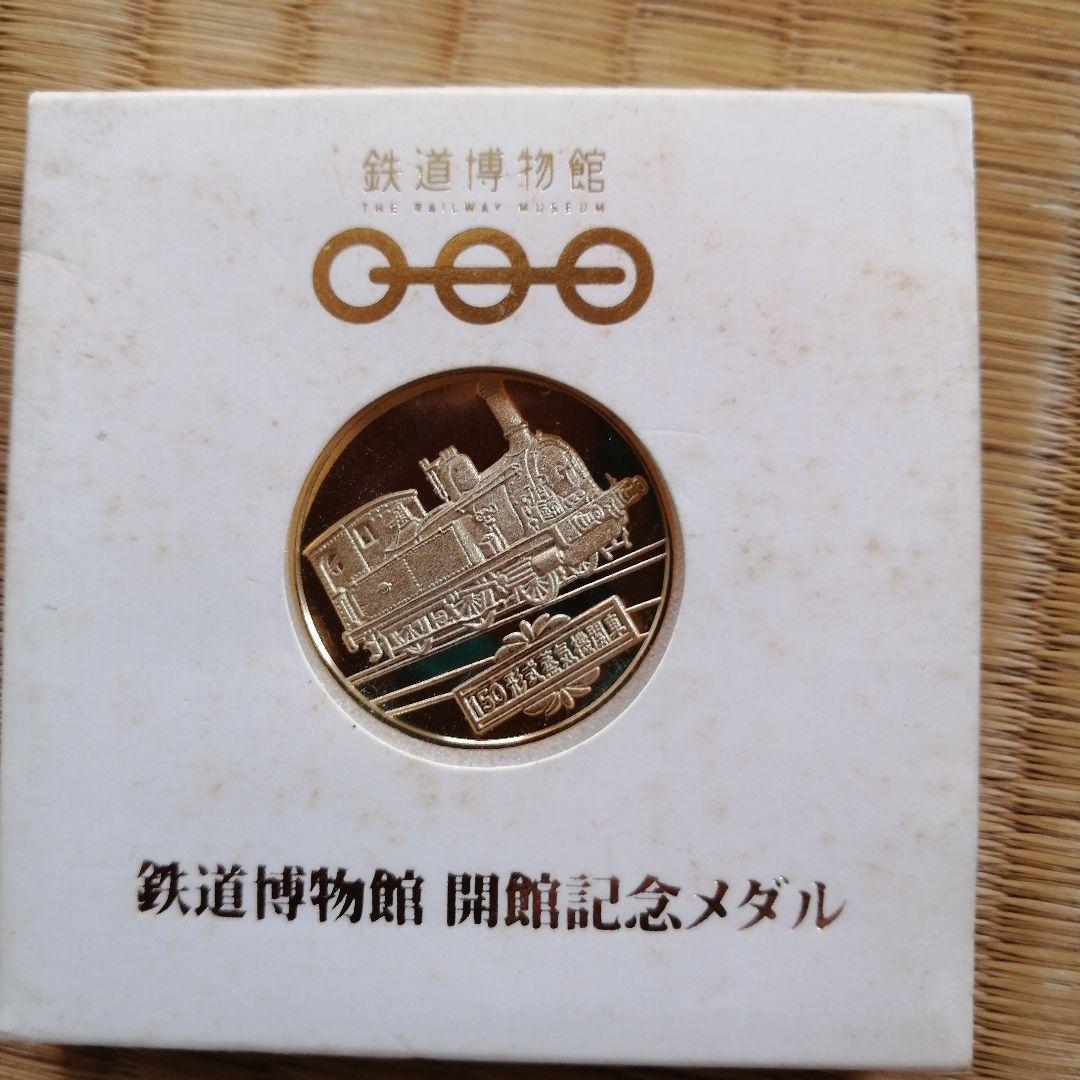 鉄道博物館
THE RAILWAY MUSEUM
150形式蒸気機関車
鉄道博物館 開館記念メダル